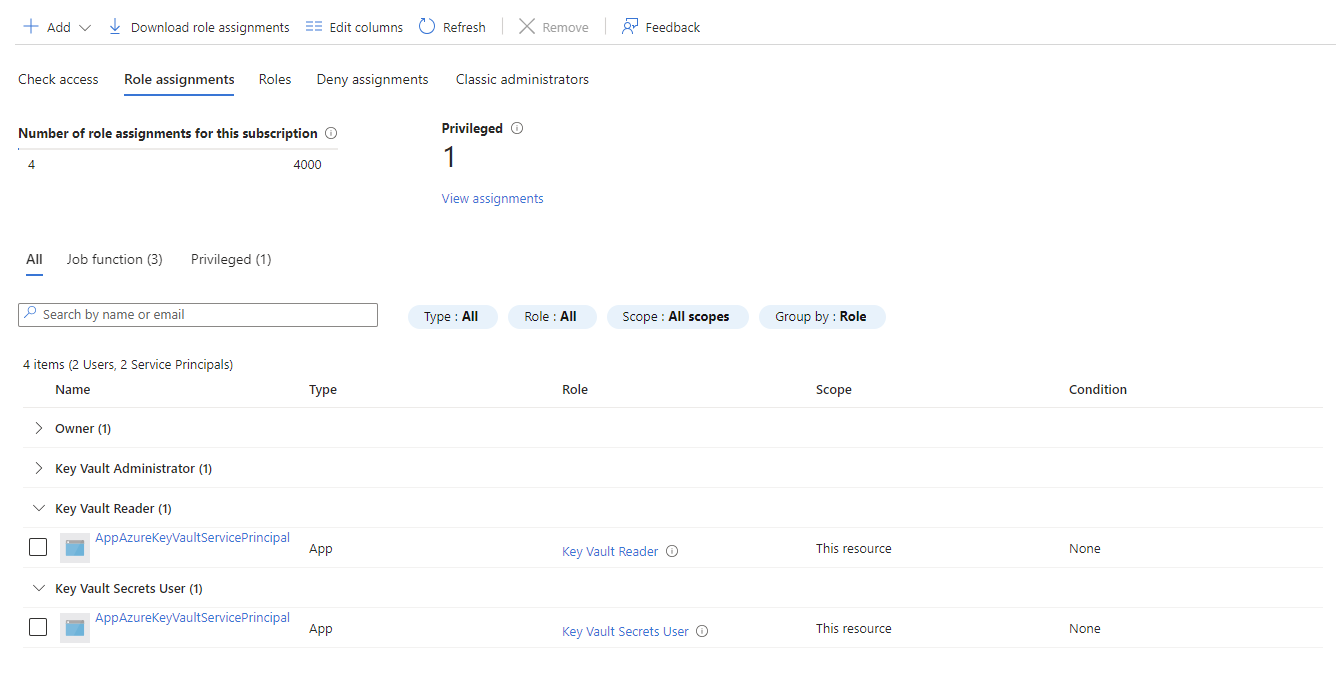 Add Download role assignments Edit columns Refresh Remove Feedback
Check access Role assignments Roles Deny assignments Classic administrators
Number of role assignments for this subscription
4 4000
Privileged
1
View assignments
All Job function (3) Privileged (1)
Search by name or email Type : All Role : All Scope : All scopes Group by : Role
4 items (2 Users, 2 Service Principals)
Name Type Role Scope Condition
Owner (1)
Key Vault Administrator (1)
Key Vault Reader (1)
AppAzureKeyVaultServicePrincipal App Key Vault Reader This resource None
Key Vault Secrets User (1)
AppAzureKeyVaultServicePrincipal App Key Vault Secrets User This resource None